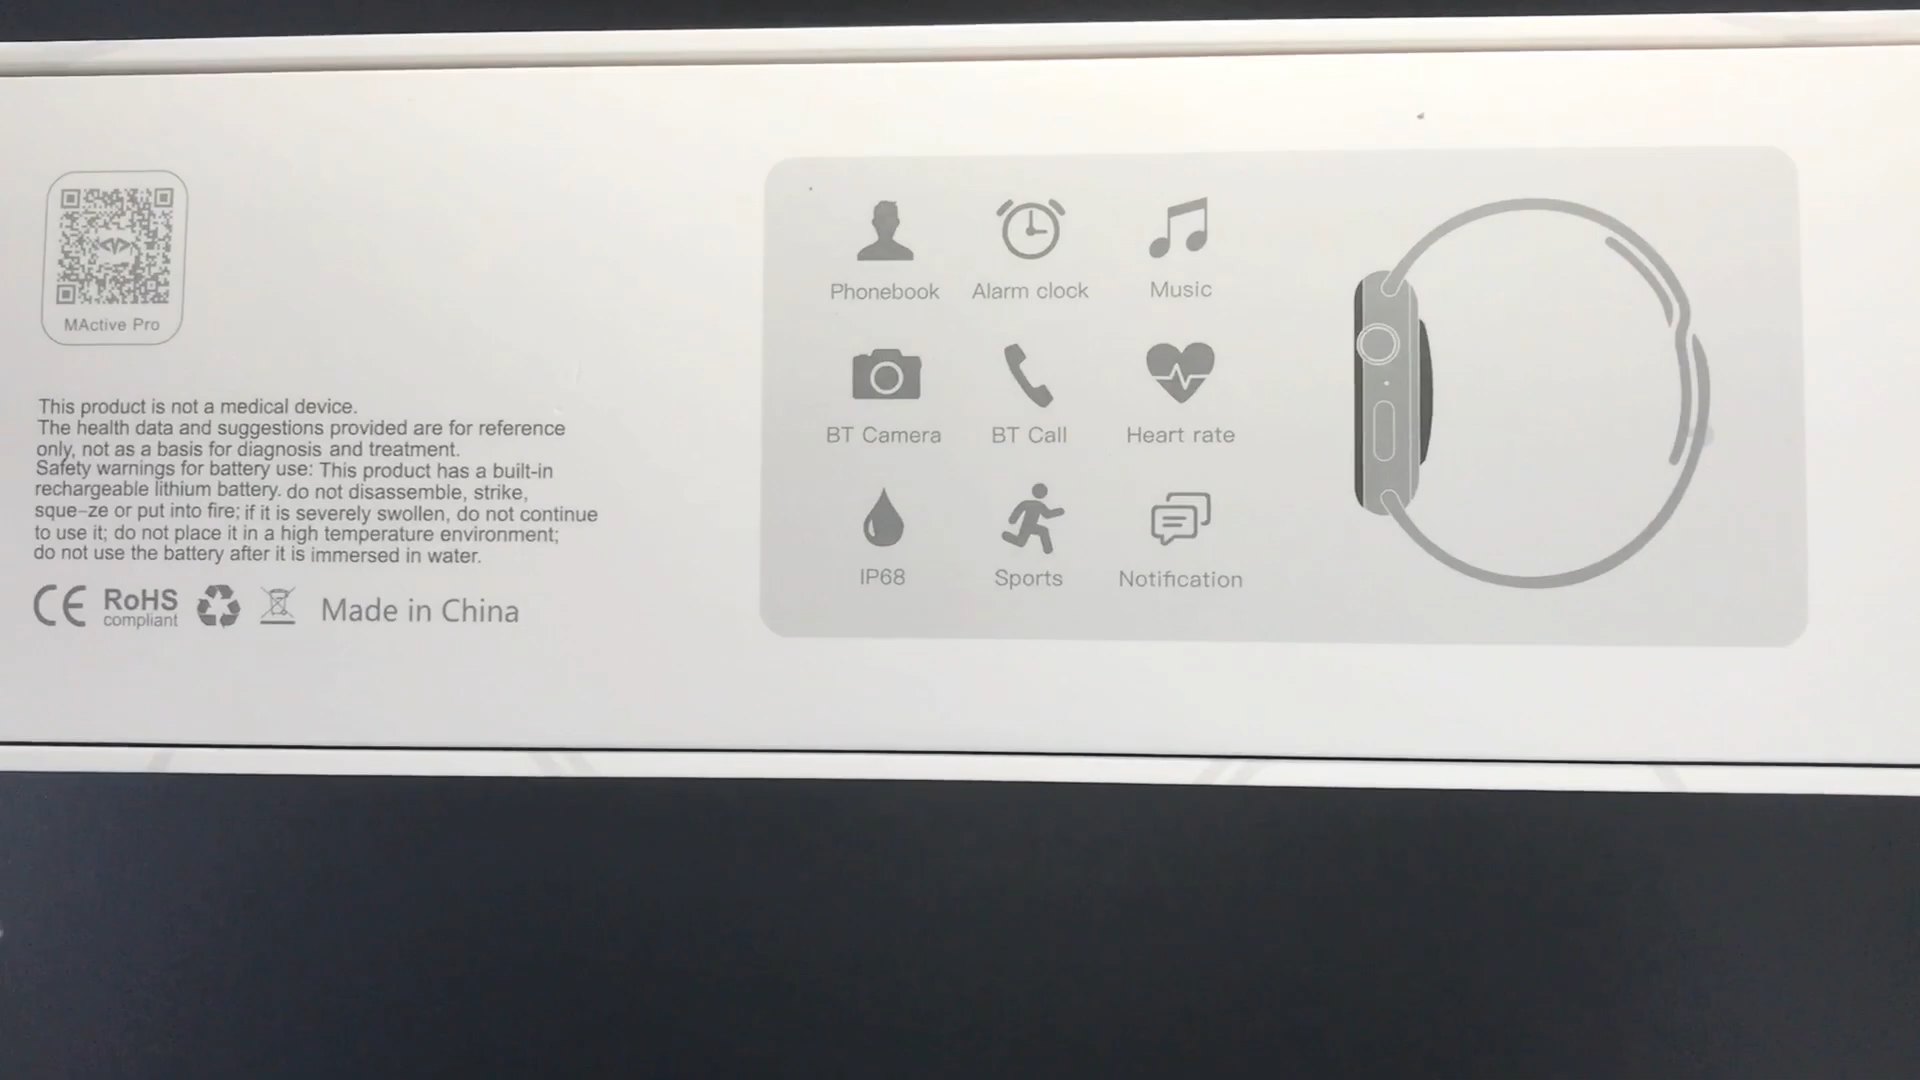 MActive Pro
This product is not a medical device.
The health data and suggestions provided are for reference
only, not as a basis for diagnosis and treatment.
Safety warnings for battery use: This product has a built-in
rechargeable lithium battery. do not disassemble, strike,
sque-ze or put into fire; if it is severely swollen, do not continue
to use it; do not place it in a high temperature environment;
do not use the battery after it is immersed in water.
CE RoHS compliant Made in China
Phonebook Alarm clock Music
BT Camera BT Call Heart rate
IP68 Sports Notification